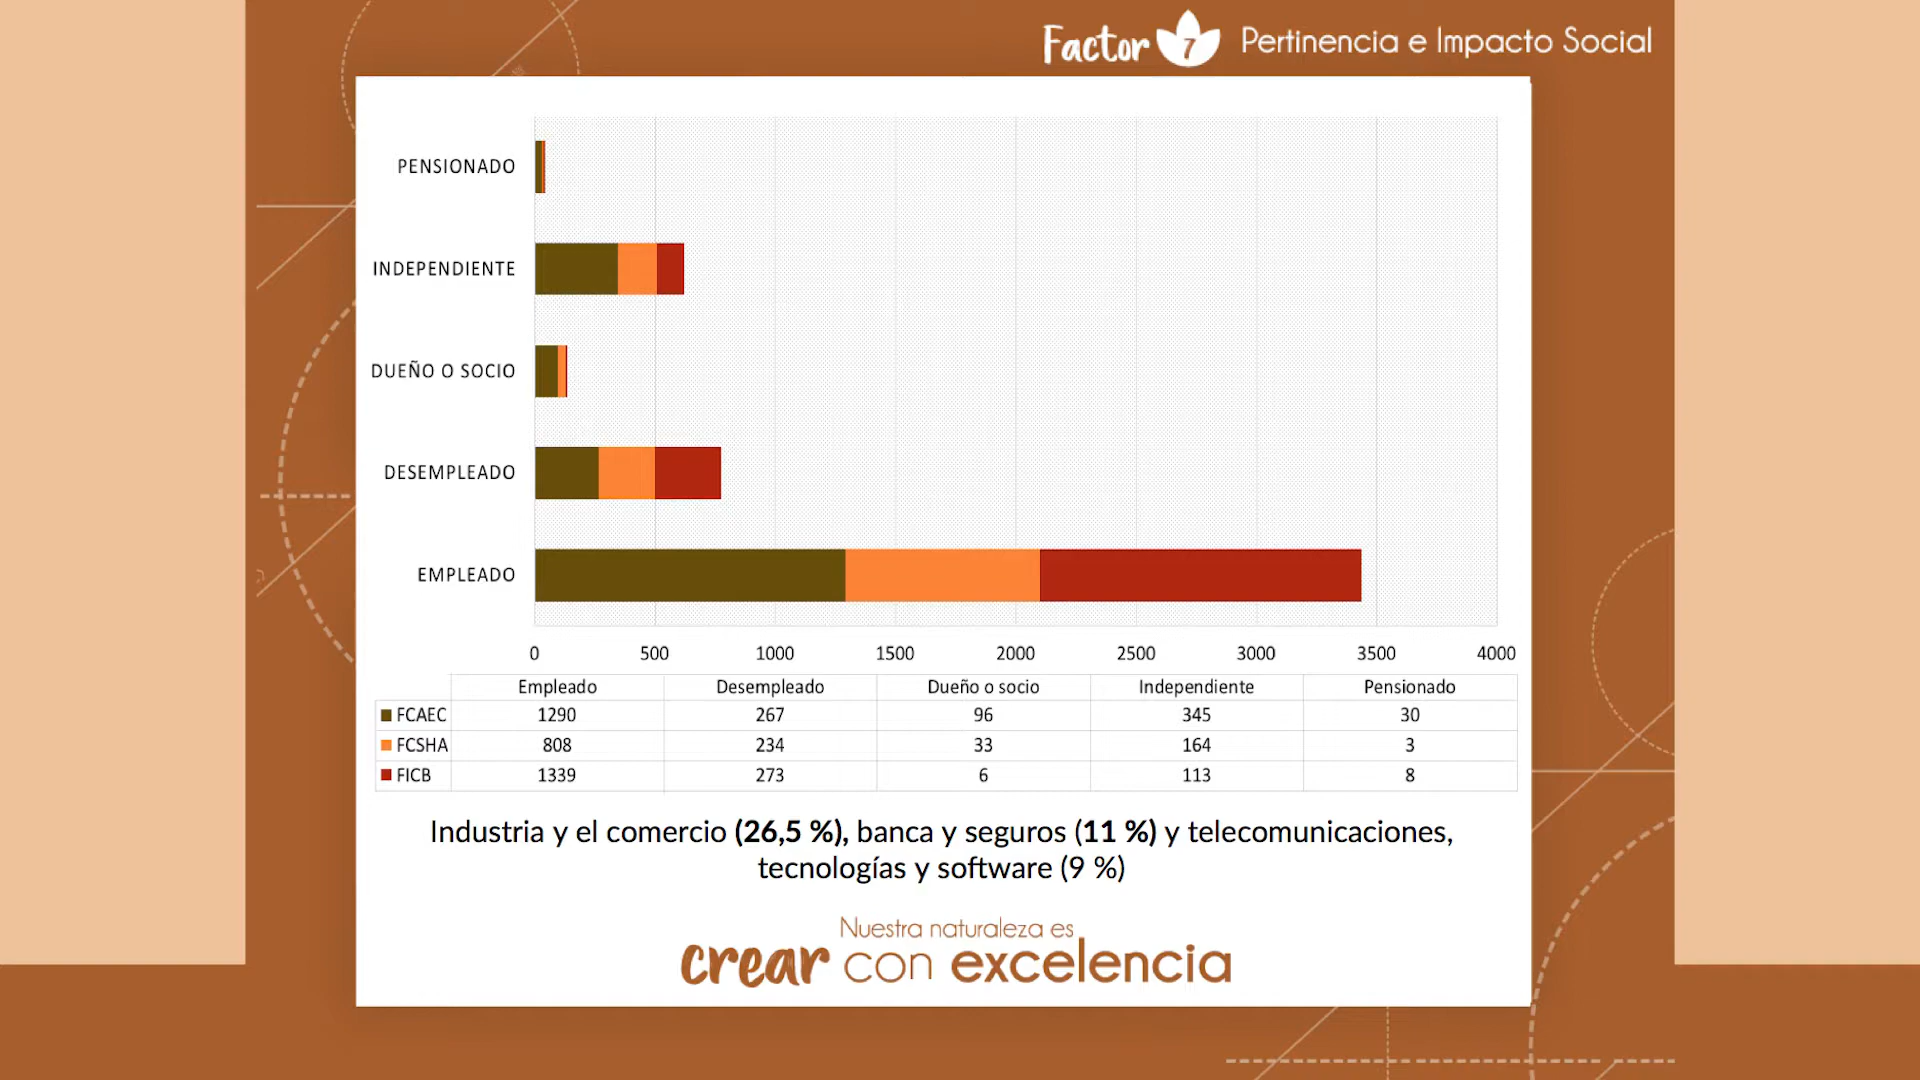 Factor 7 Pertinencia e Impacto Social
PENSIONADO
INDEPENDIENTE
DUEÑO O SOCIO
DESEMPLEADO
EMPLEADO
0 500 1000 1500 2000 2500 3000 3500 4000
Empleado Desempleado Dueño o socio Independiente Pensionado
FCAEC 1290 267 96 345 30
FCSHA 808 234 33 164 3
FICB 1339 273 6 113 8
Industria y el comercio (26,5 %), banca y seguros (11 %) y telecomunicaciones,
tecnologías y software (9 %)
Nuestra naturaleza es
crear con excelencia